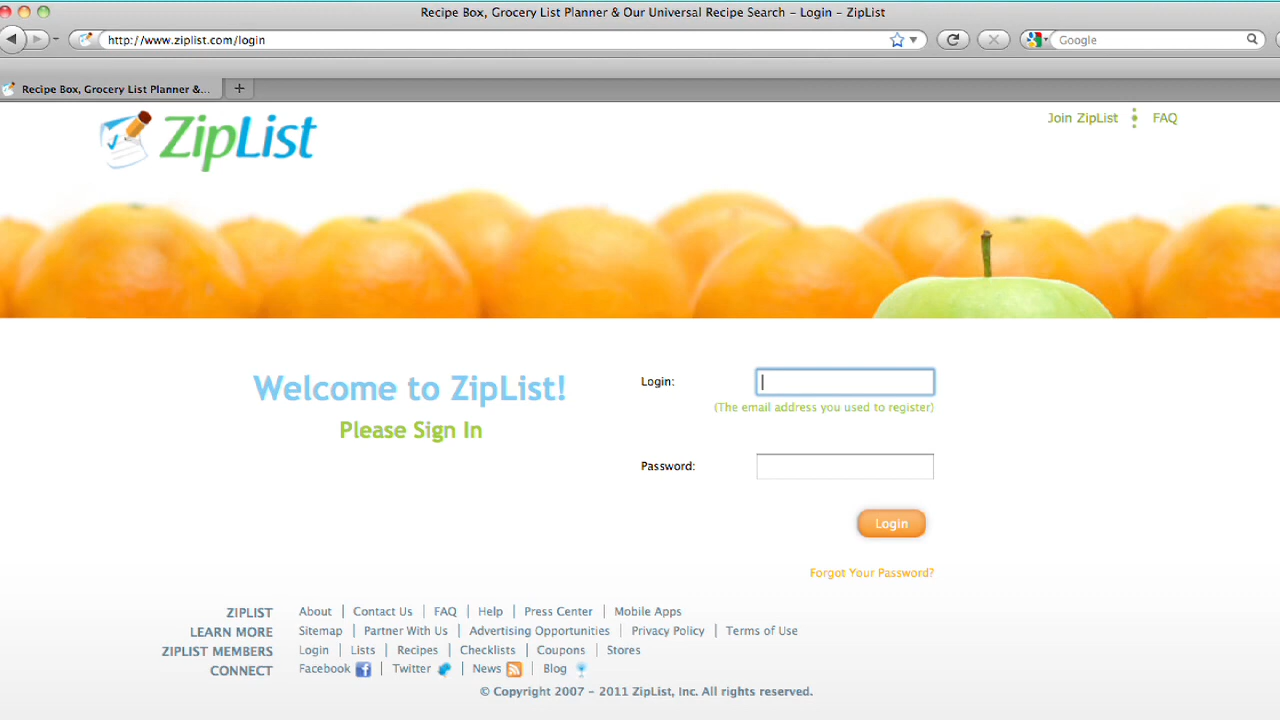 Recipe Box, Grocery List Planner & Our Universal Recipe Search – Login – ZipList
http://www.ziplist.com/login
Google
Recipe Box, Grocery List Planner &...
+
ZipList
Join ZipList
FAQ
Welcome to ZipList!
Please Sign In
Login:
(The email address you used to register)
Password:
Login
Forgot Your Password?
ZIPLIST About | Contact Us | FAQ | Help | Press Center | Mobile Apps
LEARN MORE Sitemap | Partner With Us | Advertising Opportunities | Privacy Policy | Terms of Use
ZIPLIST MEMBERS Login | Lists | Recipes | Checklists | Coupons | Stores
CONNECT Facebook | Twitter | News | Blog
© Copyright 2007 – 2011 ZipList, Inc. All rights reserved.